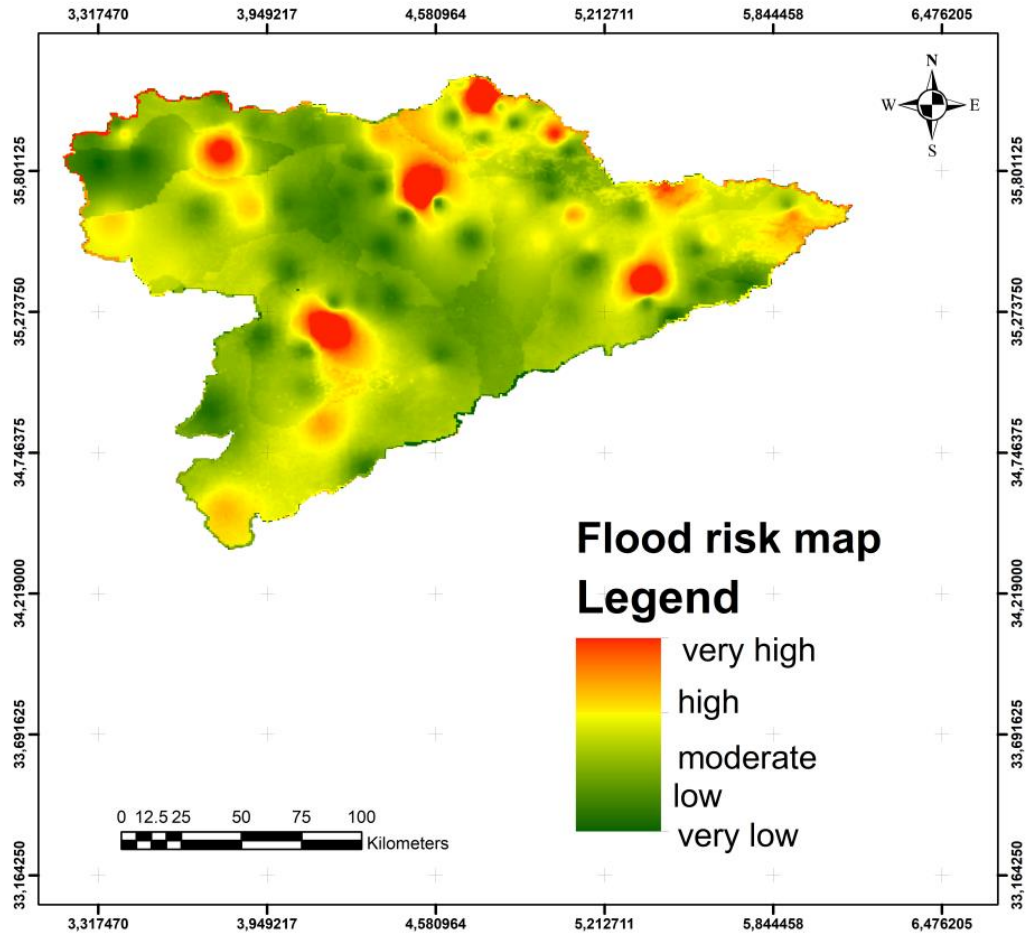 3,317470 3,949217 4,580964 5,212711 5,844458 6,476205
N
W E
S
35,801125 35,801125
35,273750 35,273750
34,746375 34,746375
Flood risk map
Legend
34,219000 34,219000
very high
high
33,691625 33,691625
moderate
low
very low
0 12.5 25 50 75 100
Kilometers
33,164250 33,164250
3,317470 3,949217 4,580964 5,212711 5,844458 6,476205